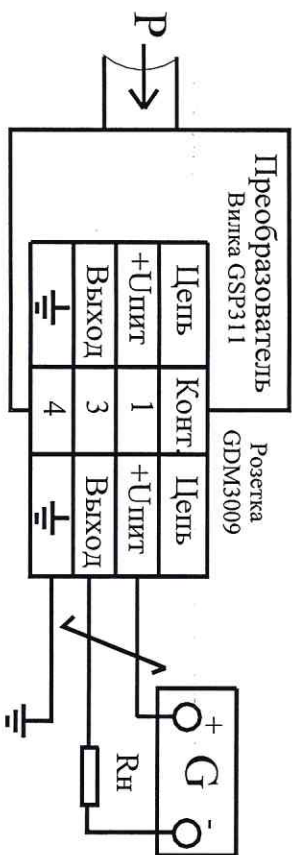 Преобразователь
Вилка GSP311
Розетка
GDM3009
P
Цепь Конт. Цепь
+Uпит 1 +Uпит
Выход 3 Выход
4
+ G -
Rн